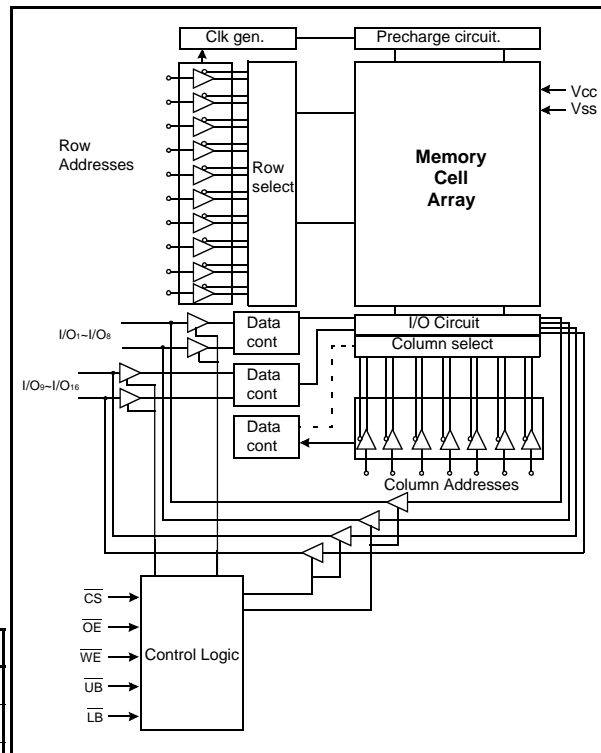 Clk gen.
Precharge circuit.
Vcc
Vss
Row
Addresses
Row
select
Memory
Cell
Array
I/O1~I/O8
Data
cont
I/O Circuit
Column select
I/O9~I/O16
Data
cont
Data
cont
Column Addresses
CS
OE
WE
UB
LB
Control Logic